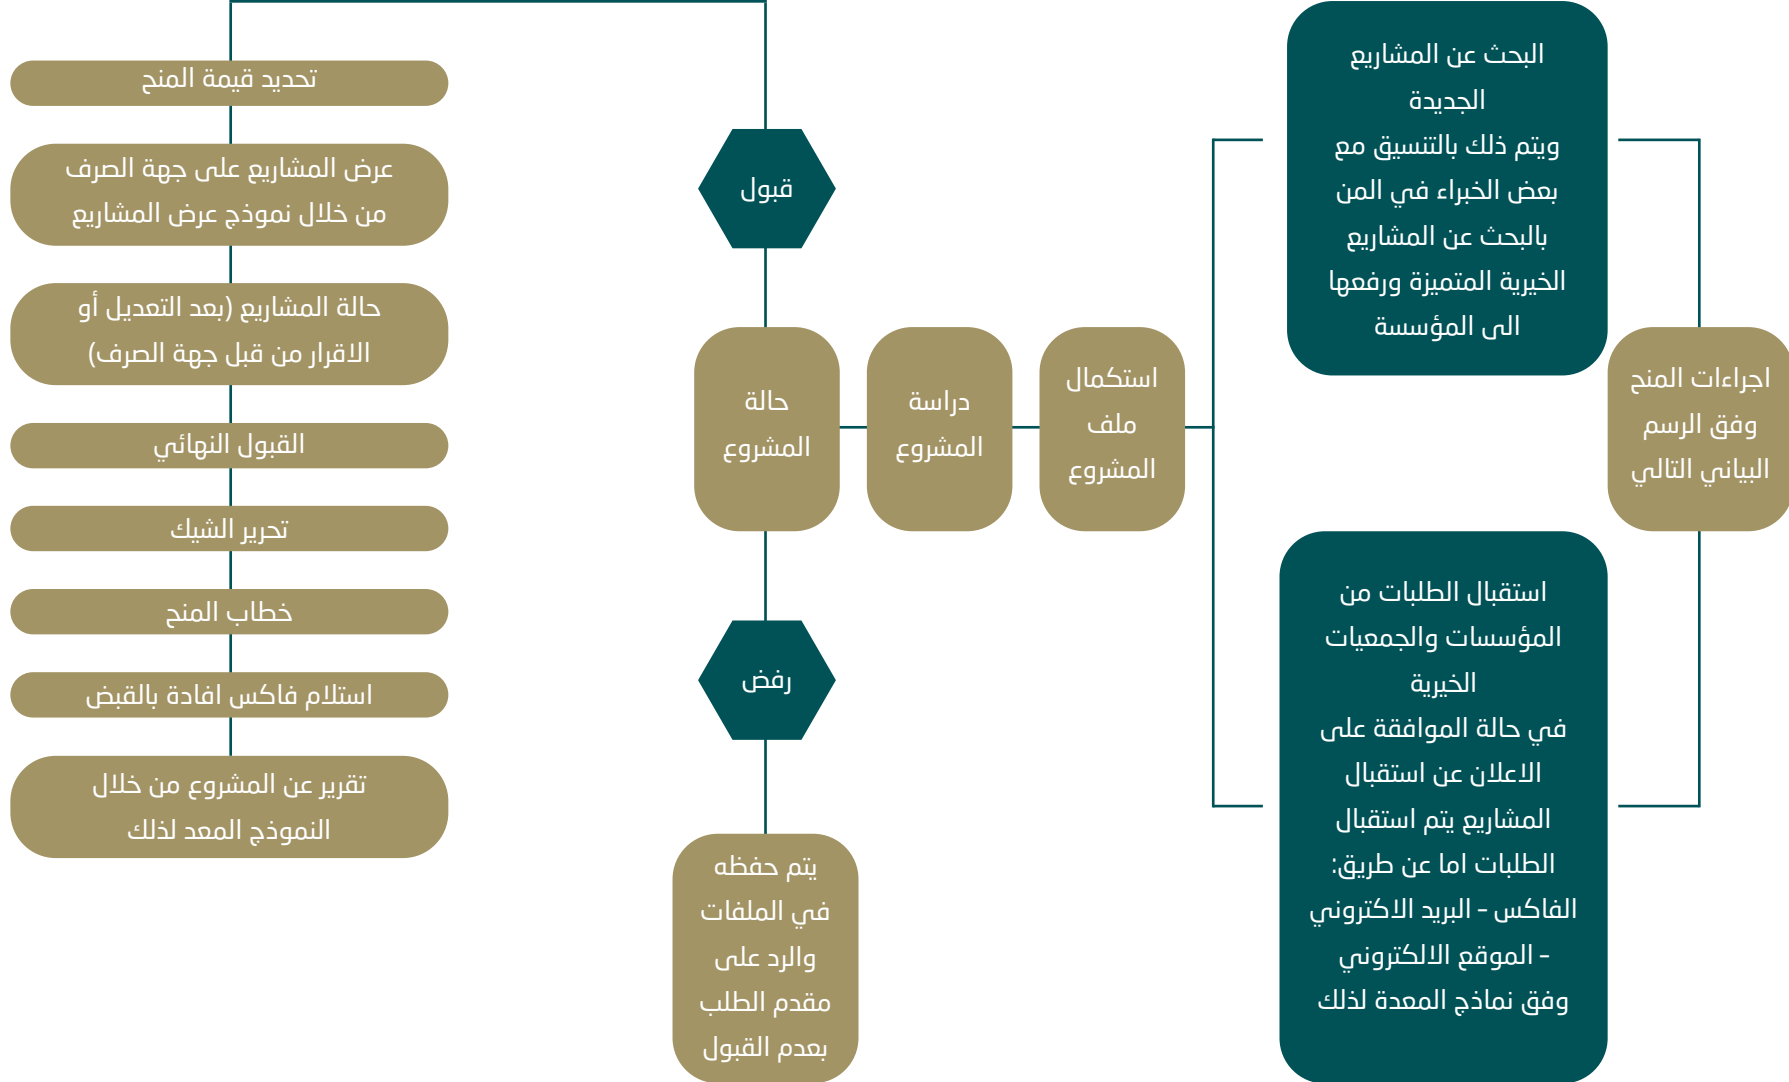 اجراءات المنح
وفق الرسم
البياني التالي
البحث عن المشاريع
الجديدة
ويتم ذلك بالتنسيق مع
بعض الخبراء في المن
بالبحث عن المشاريع
الخيرية المتميزة ورفعها
الى المؤسسة
استقبال الطلبات من
المؤسسات والجمعيات
الخيرية
في حالة الموافقة على
الاعلان عن استقبال
المشاريع يتم استقبال
الطلبات اما عن طريق:
الفاكس - البريد الاكتروني
- الموقع الالكتروني
وفق نماذج المعدة لذلك
استكمال
ملف
المشروع
دراسة
المشروع
حالة
المشروع
قبول
رفض
يتم حفظه
في الملفات
والرد على
مقدم الطلب
بعدم القبول
تحديد قيمة المنح
عرض المشاريع على جهة الصرف
من خلال نموذج عرض المشاريع
حالة المشاريع (بعد التعديل أو
الاقرار من قبل جهة الصرف)
القبول النهائي
تحرير الشيك
خطاب المنح
استلام فاكس افادة بالقبض
تقرير عن المشروع من خلال
النموذج المعد لذلك